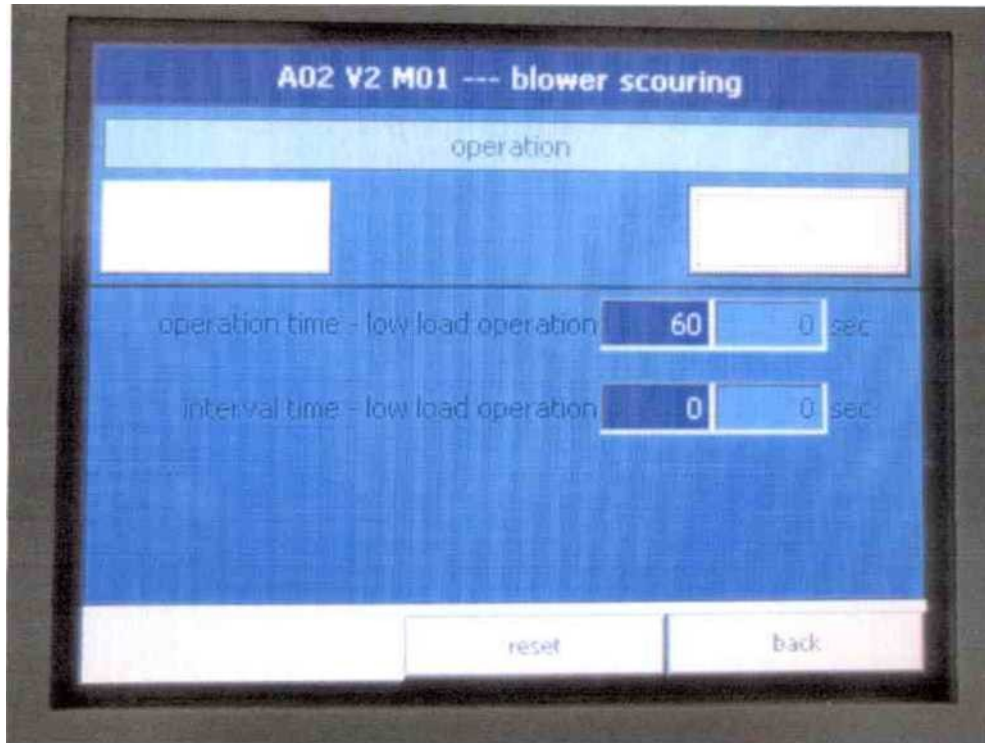 A02 V2 M01 --- blower scouring
operation
operation time - low load operation 60 0 sec
interval time - low load operation 0 0 sec
reset back